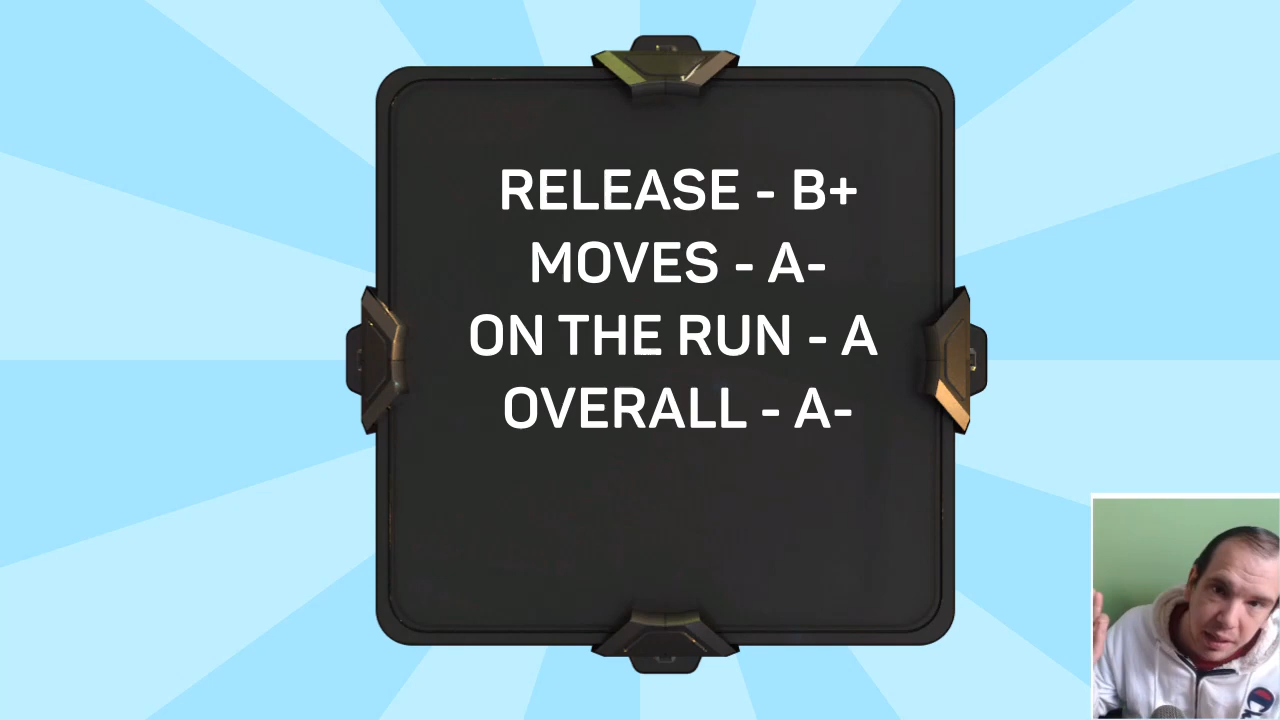 RELEASE - B+
MOVES - A-
ON THE RUN - A
OVERALL - A-